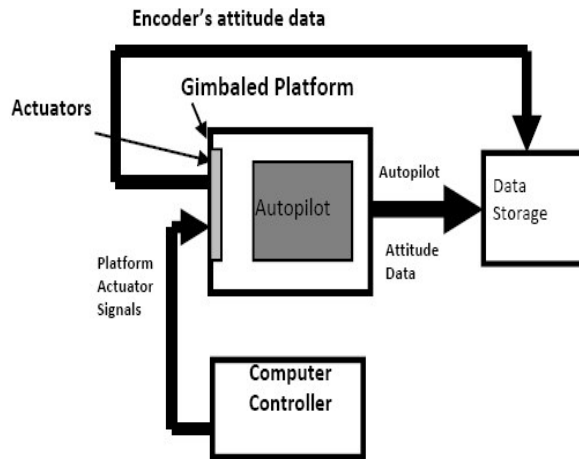 Encoder's attitude data
Gimbaled Platform
Actuators
Autopilot
Autopilot
Attitude
Data
Data
Storage
Platform
Actuator
Signals
Computer
Controller